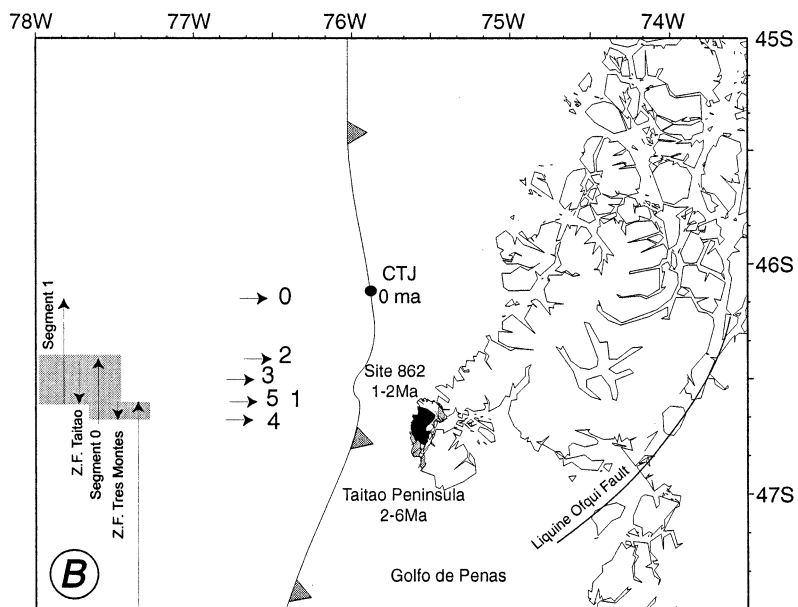 78W 77W 76W 75W 74W
45S
46S
47S
CTJ
0 ma
0
2
3
5 1
4
Site 862
1-2Ma
Segment 1
Z.F. Taitao
Segment 0
Z.F. Tres Montes
Taitao Peninsula
2-6Ma
Liquine Ofqui Fault
Golfo de Penas
B